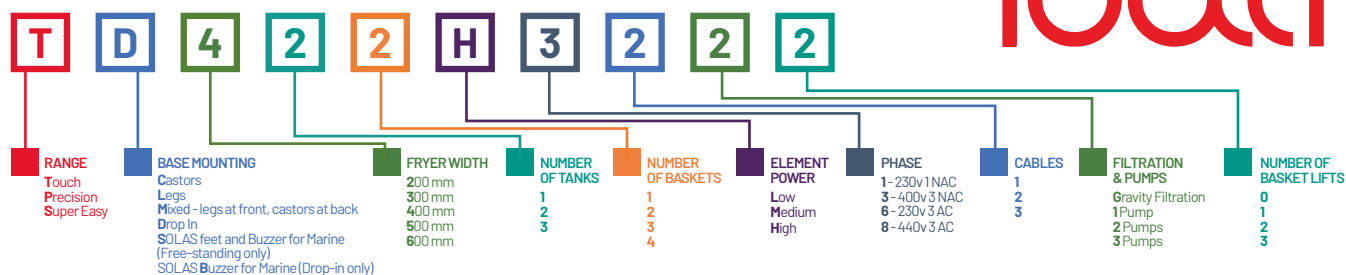 T D 4 2 2 H 3 2 2 2
RANGE
Touch
Precision
Super Easy
BASE MOUNTING
Castors
Legs
Mixed – legs at front, castors at back
Drop In
SOLAS feet and Buzzer for Marine
(Free-standing only)
SOLAS Buzzer for Marine (Drop-in only)
FRYER WIDTH
200 mm
300 mm
400 mm
500 mm
600 mm
NUMBER
OF TANKS
1
2
3
NUMBER
OF BASKETS
1
2
3
4
ELEMENT
POWER
Low
Medium
High
PHASE
1 – 230v 1 NAC
3 – 400v 3 NAC
6 – 230v 3 AC
8 – 440v 3 AC
CABLES
1
2
3
FILTRATION
& PUMPS
Gravity Filtration
1 Pump
2 Pumps
3 Pumps
NUMBER OF
BASKET LIFTS
0
1
2
3